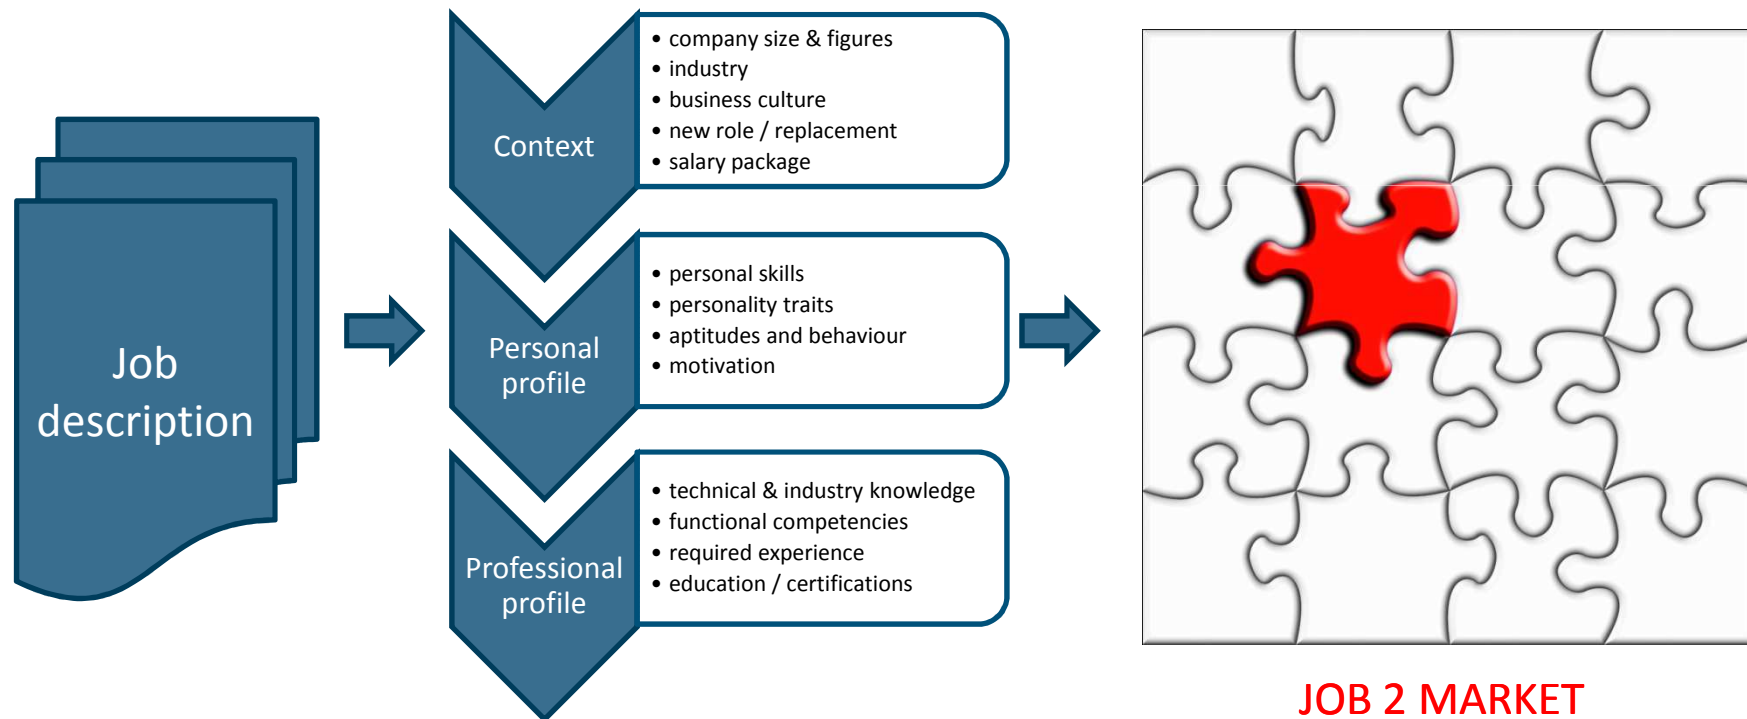 Job
description
Context
• company size & figures
• industry
• business culture
• new role / replacement
• salary package
Personal
profile
• personal skills
• personality traits
• aptitudes and behaviour
• motivation
Professional
profile
• technical & industry knowledge
• functional competencies
• required experience
• education / certifications
JOB 2 MARKET